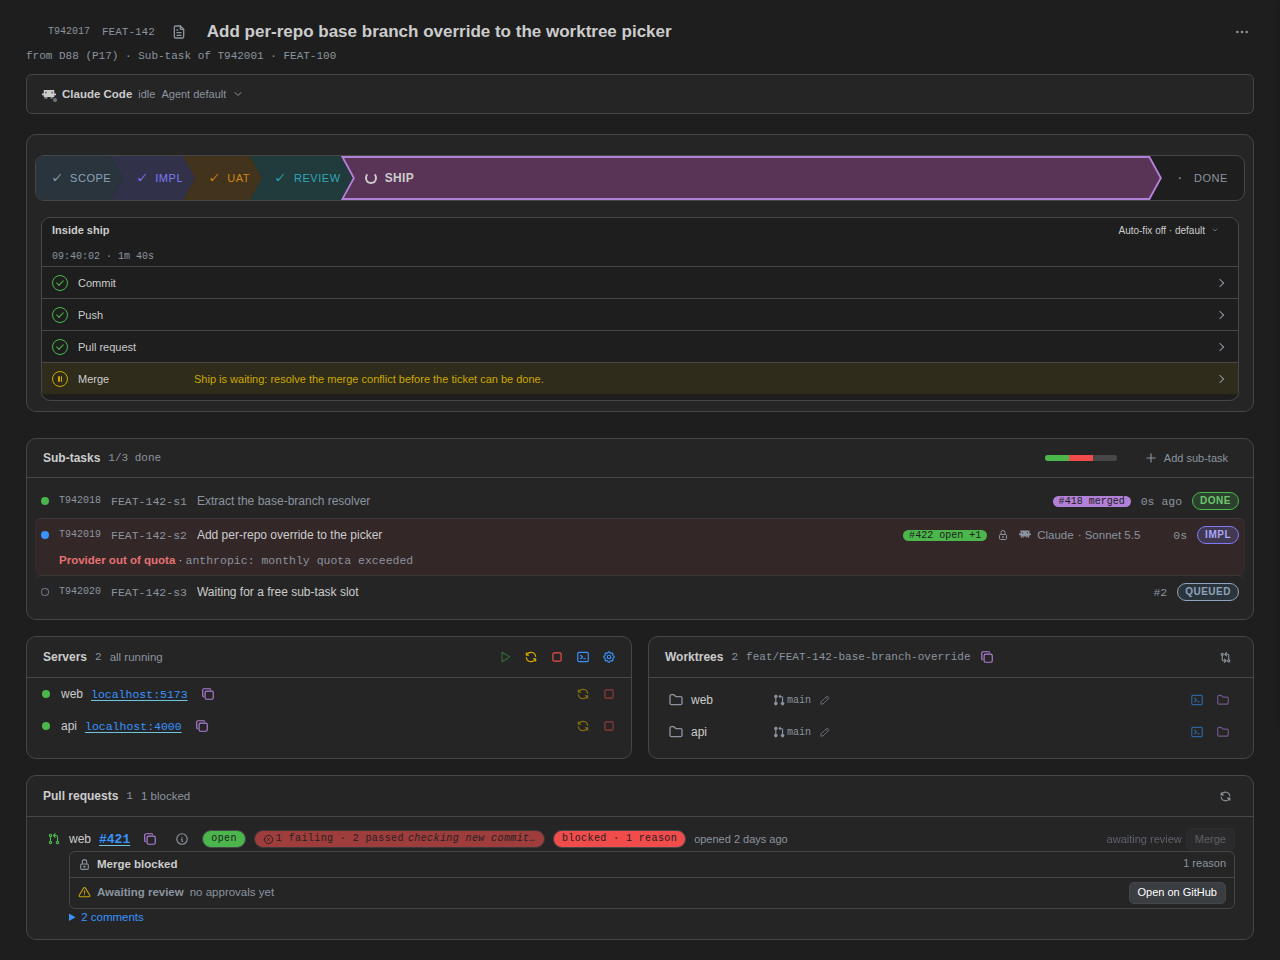 T942017 FEAT-142 Add per-repo base branch override to the worktree picker
from D88 (P17) · Sub-task of T942001 · FEAT-100
Claude Code idle Agent default
SCOPE IMPL UAT REVIEW SHIP · DONE
Inside ship Auto-fix off · default
09:40:02 · 1m 40s
Commit
Push
Pull request
Merge Ship is waiting: resolve the merge conflict before the ticket can be done.
Sub-tasks 1/3 done Add sub-task
T942018 FEAT-142-s1 Extract the base-branch resolver #418 merged 0s ago DONE
T942019 FEAT-142-s2 Add per-repo override to the picker #422 open +1 Claude · Sonnet 5.5 0s IMPL
Provider out of quota · anthropic: monthly quota exceeded
T942020 FEAT-142-s3 Waiting for a free sub-task slot #2 QUEUED
Servers 2 all running
web localhost:5173
api localhost:4000
Worktrees 2 feat/FEAT-142-base-branch-override
web main
api main
Pull requests 1 1 blocked
web #421 open 1 failing · 2 passed checking new commit… blocked · 1 reason opened 2 days ago awaiting review Merge
Merge blocked 1 reason
Awaiting review no approvals yet Open on GitHub
2 comments